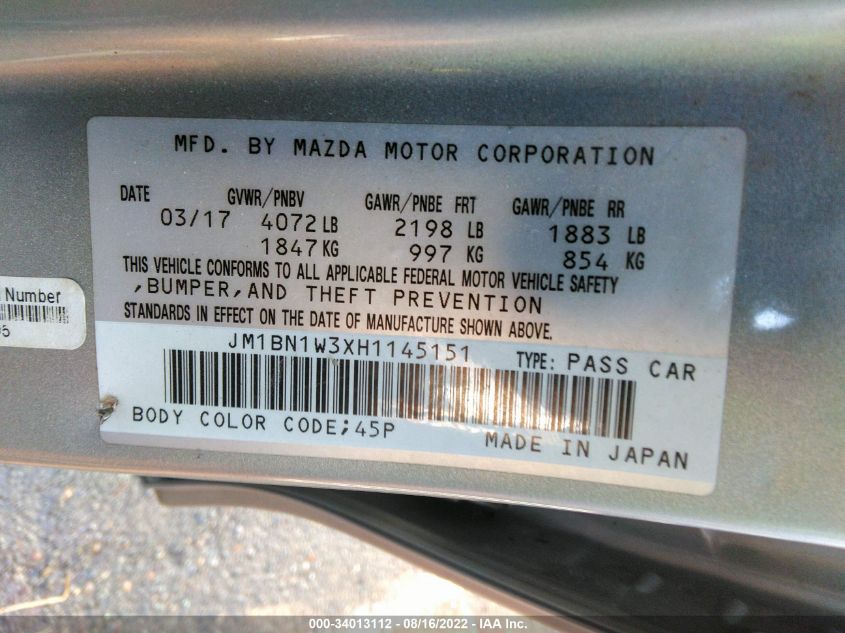 MFD. BY MAZDA MOTOR CORPORATION
DATE GVWR/PNBV GAWR/PNBE FRT GAWR/PNBE RR
03/17 4072 LB 2198 LB 1883 LB
1847 KG 997 KG 854 KG
THIS VEHICLE CONFORMS TO ALL APPLICABLE FEDERAL MOTOR VEHICLE SAFETY
,BUMPER,AND THEFT PREVENTION
STANDARDS IN EFFECT ON THE DATE OF MANUFACTURE SHOWN ABOVE.
JM1BN1W3XH1145151 TYPE: PASS CAR
BODY COLOR CODE;45P
MADE IN JAPAN
Number
000-34013112 - 08/16/2022 - IAA Inc.